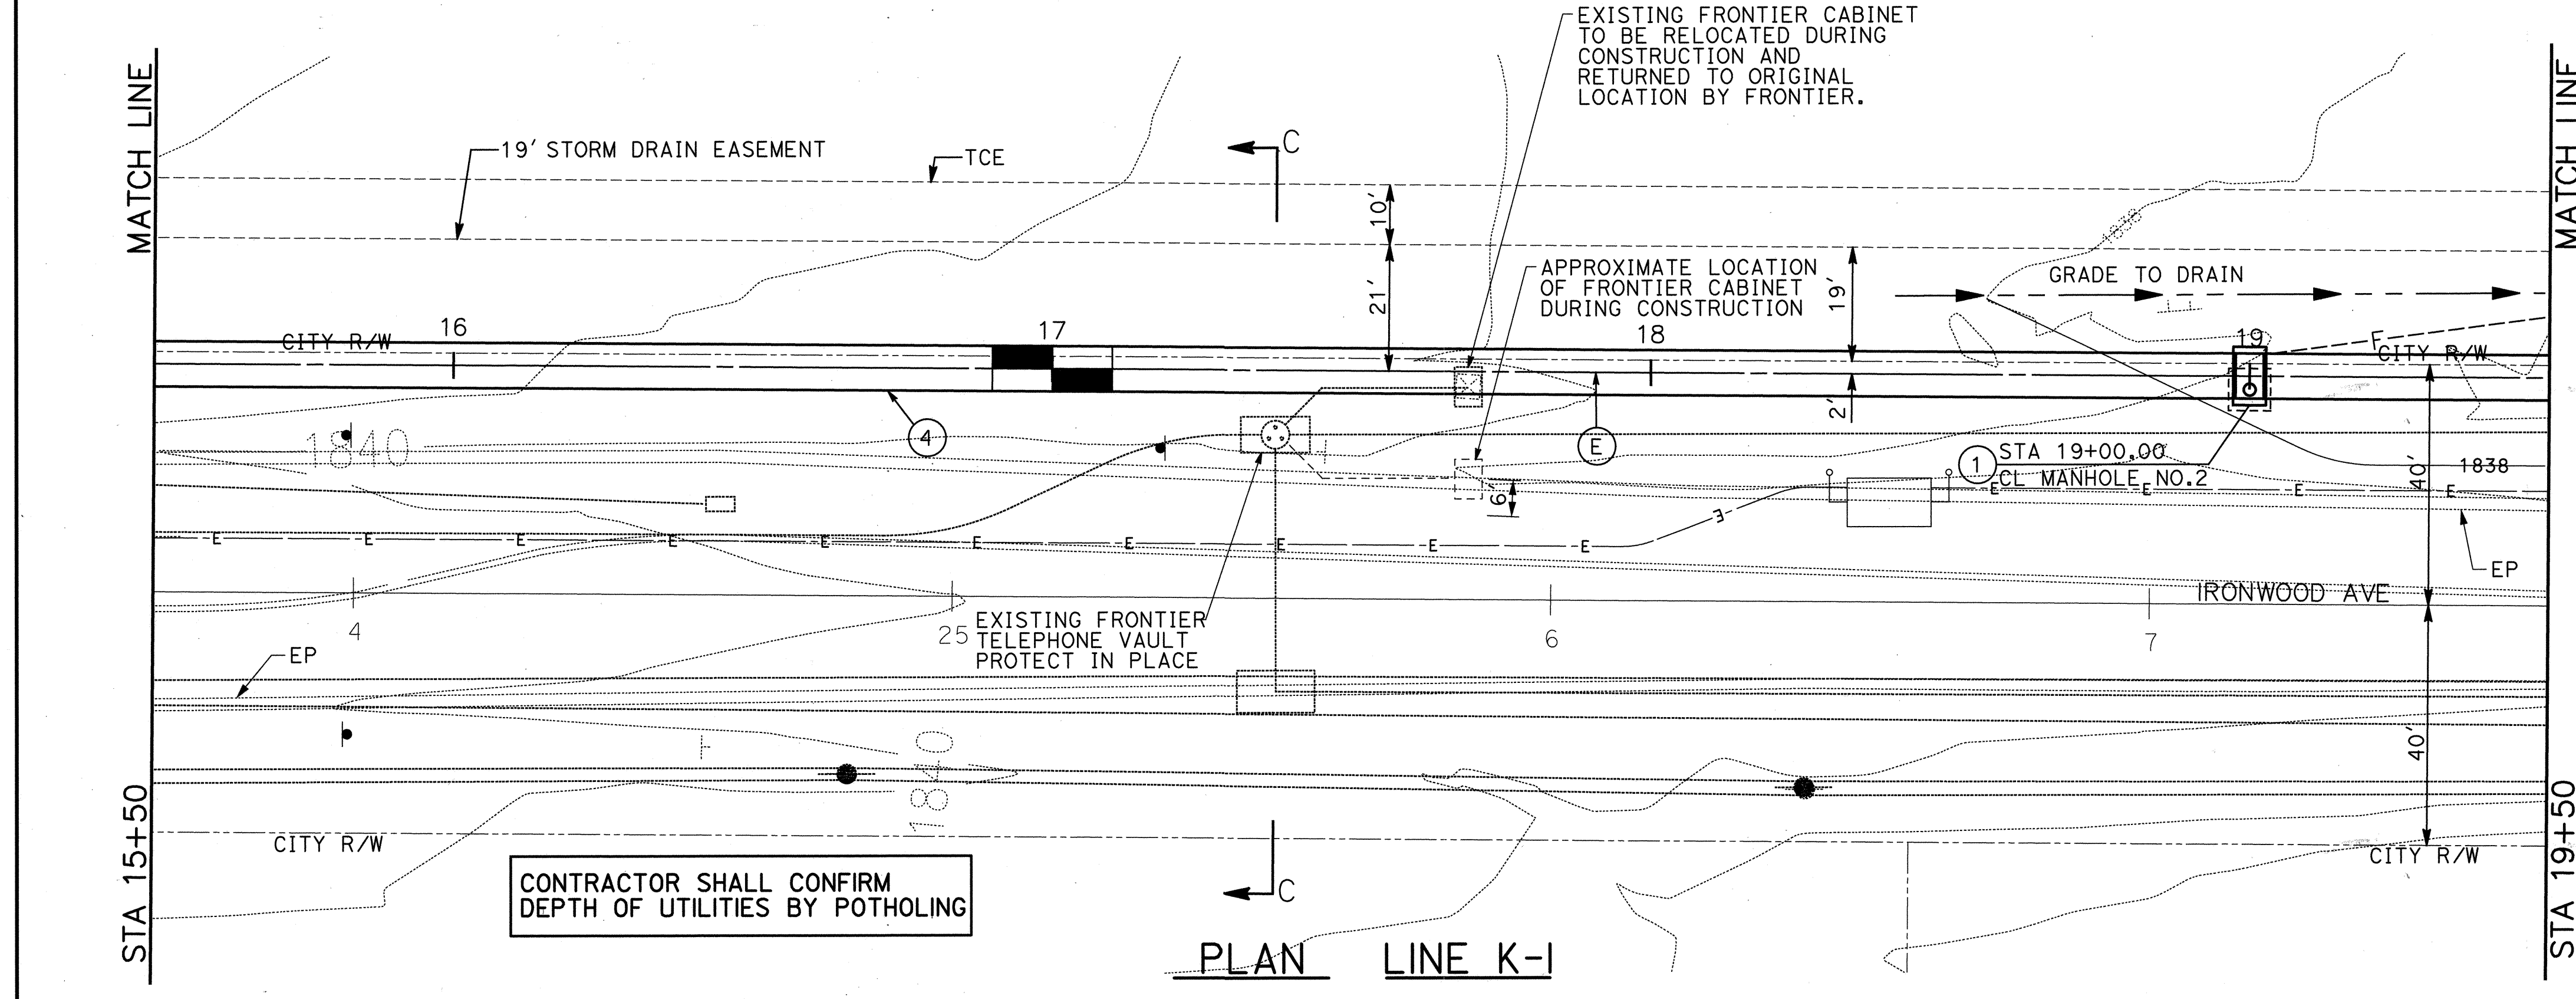 EXISTING FRONTIER CABINET
TO BE RELOCATED DURING
CONSTRUCTION AND
RETURNED TO ORIGINAL
LOCATION BY FRONTIER.
MATCH LINE
MATCH LINE
19' STORM DRAIN EASEMENT
TCE
C
10'
21'
19'
APPROXIMATE LOCATION
OF FRONTIER CABINET
DURING CONSTRUCTION
1838
GRADE TO DRAIN
CITY R/W
16
17
18
19
F
CITY R/W
2'
4
E
1840
1
STA 19+00.00
CL MANHOLE NO.2
1838
40'
6'
E E E E E E E E E E E E E E E
EP
IRONWOOD AVE
4
25
6
7
EXISTING FRONTIER
TELEPHONE VAULT
PROTECT IN PLACE
EP
40'
1840
CITY R/W
CITY R/W
CONTRACTOR SHALL CONFIRM
DEPTH OF UTILITIES BY POTHOLING
C
STA 15+50
STA 19+50
PLAN LINE K-1